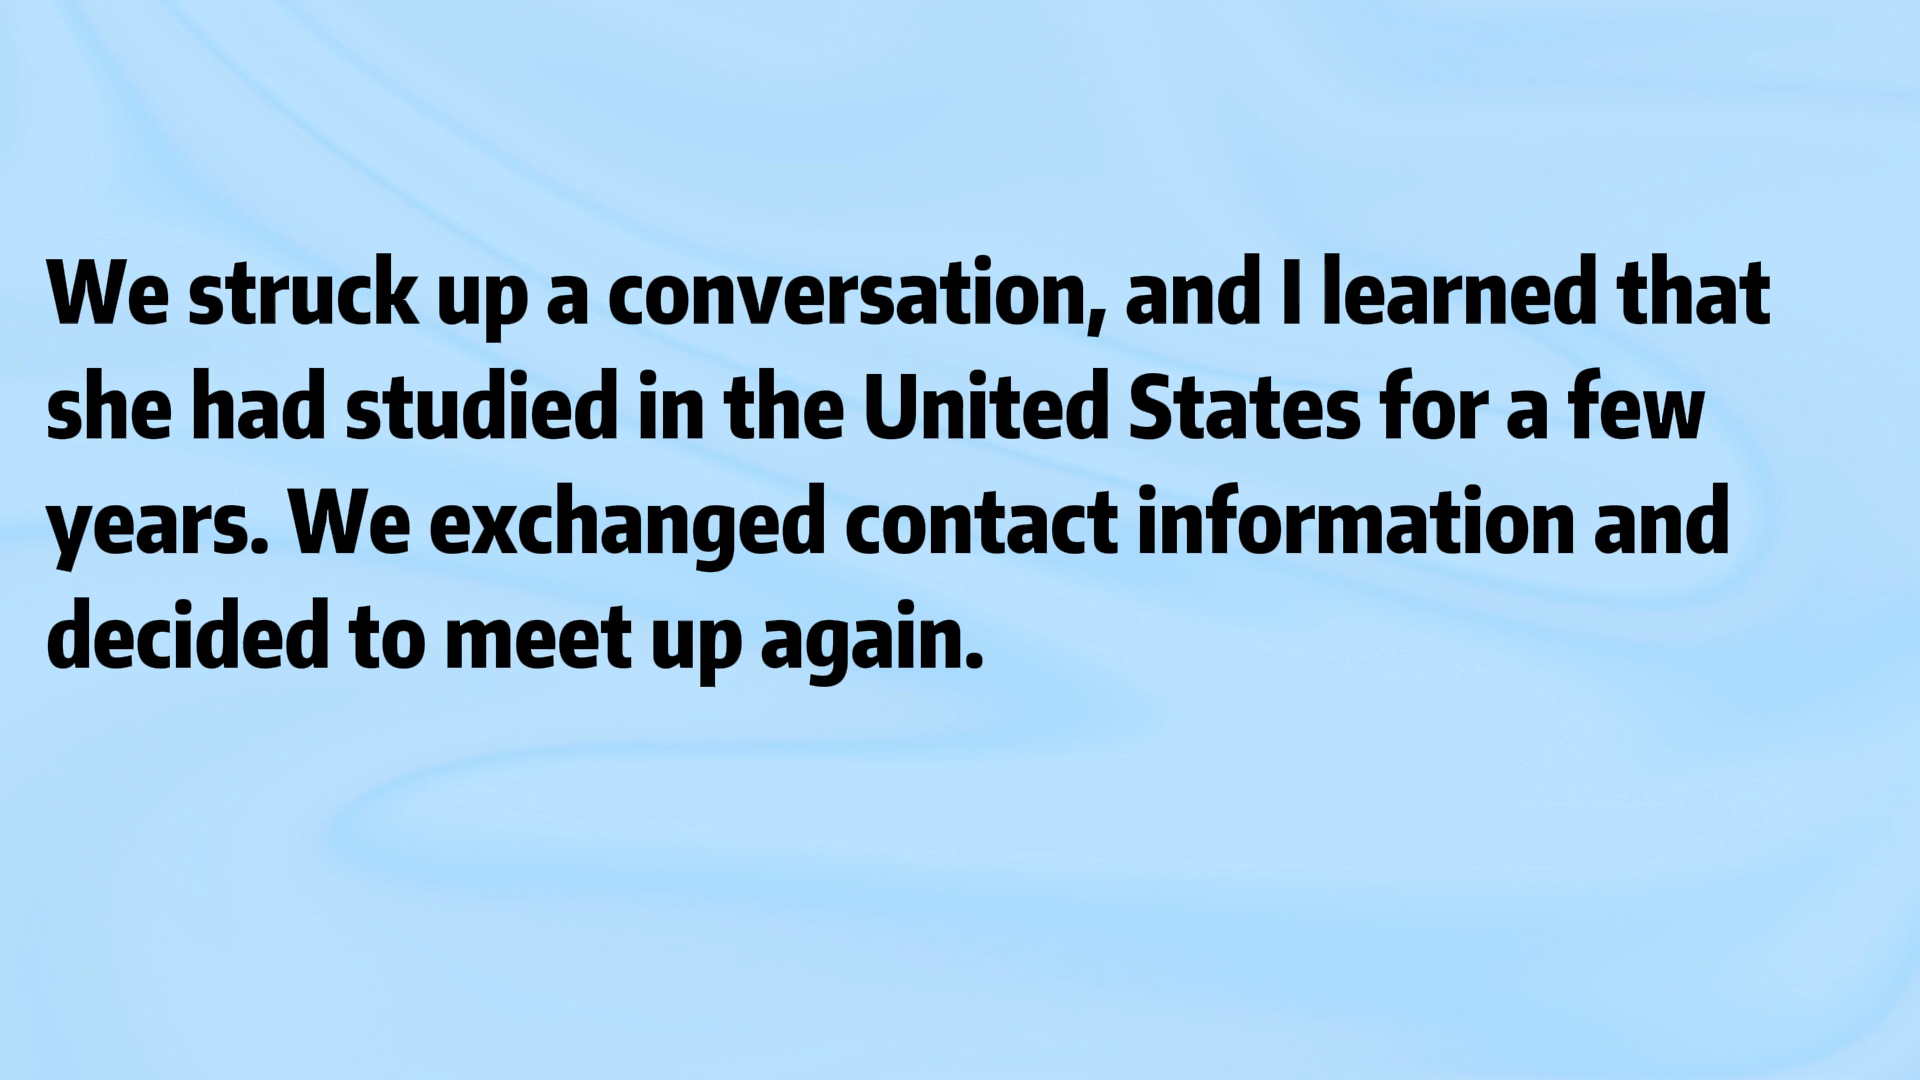 We struck up a conversation, and I learned that
she had studied in the United States for a few
years. We exchanged contact information and
decided to meet up again.